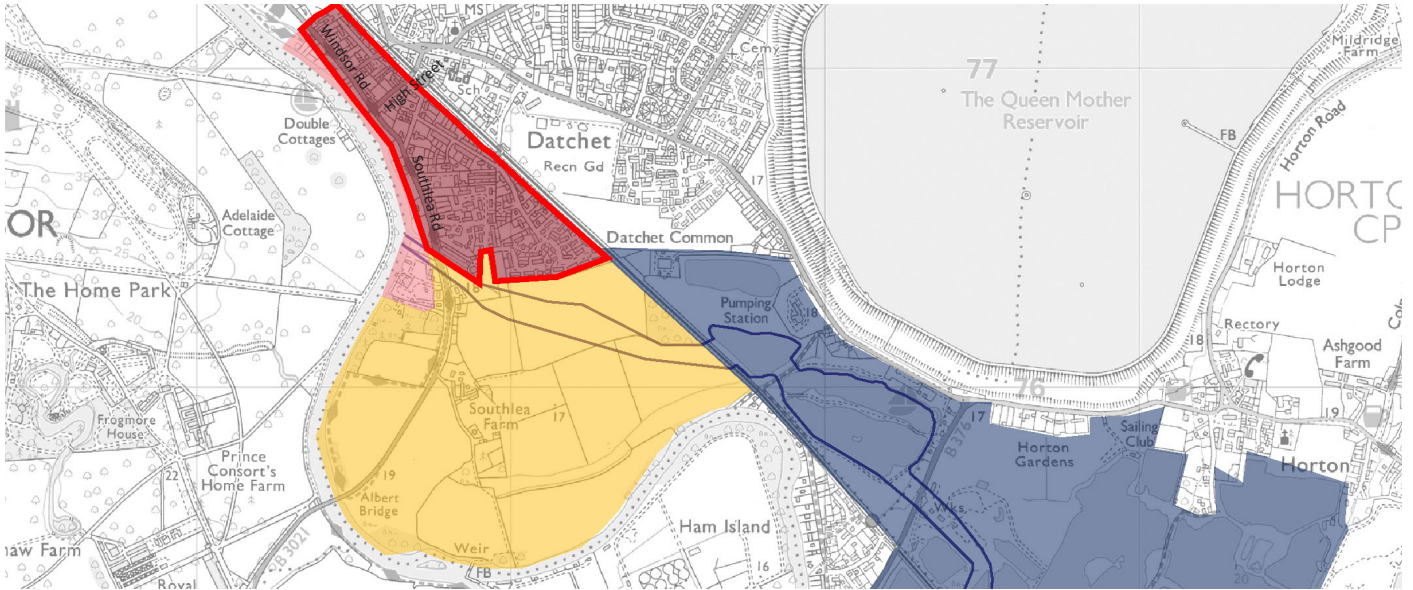 MS
Cemy
77
Mildridge
Farm
Windsor Rd
High Street
Sch
The Queen Mother
Reservoir
Double
Cottages
Datchet
FB
Horton Road
Recn Gd
17
HORTO
CP
35
30
25
OR
Adelaide
Cottage
Southlea Rd
Datchet Common
Horton
Lodge
The Home Park
20
16
Pumping
Station
18
Rectory
18
Ashgood
Farm
76
Frogmore
House
Southlea
Farm
17
17
B376
Sailing
Club
19
Horton
Gardens
Horton
Prince
Consort's
Home Farm
22
19
Albert
Bridge
Wks
Ham Island
B3021
haw Farm
Weir
FB
16
20
Royal